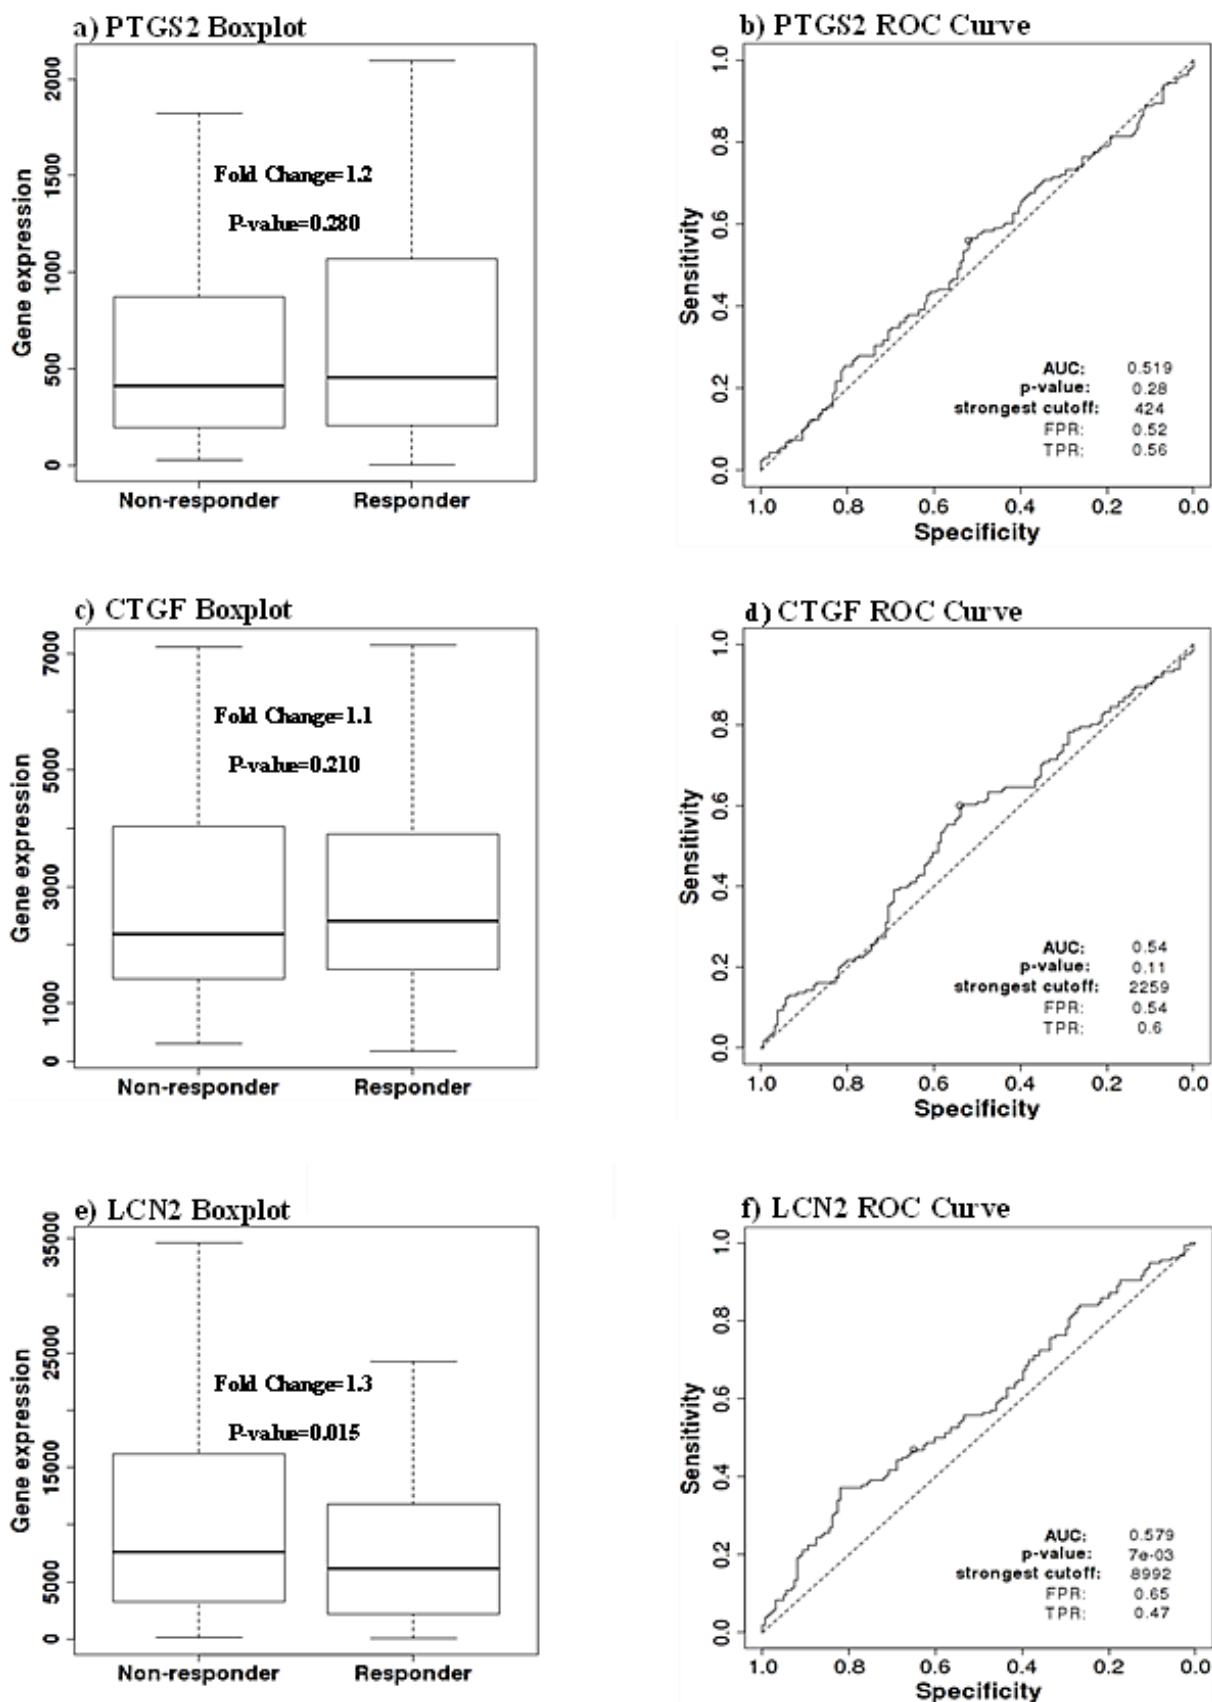 a) PTGS2 Boxplot
Gene expression
2000
1500
1000
500
0
Fold Change=1.2
P-value=0.280
Non-responder
Responder
b) PTGS2 ROC Curve
Sensitivity
1.0
0.8
0.6
0.4
0.2
0.0
AUC: 0.519
p-value: 0.28
strongest cutoff: 424
FPR: 0.52
TPR: 0.56
1.0 0.8 0.6 0.4 0.2 0.0
Specificity
c) CTGF Boxplot
Gene expression
7000
5000
3000
1000
0
Fold Change=1.1
P-value=0.210
Non-responder
Responder
d) CTGF ROC Curve
Sensitivity
1.0
0.8
0.6
0.4
0.2
0.0
AUC: 0.54
p-value: 0.11
strongest cutoff: 2259
FPR: 0.54
TPR: 0.6
1.0 0.8 0.6 0.4 0.2 0.0
Specificity
e) LCN2 Boxplot
Gene expression
35000
25000
15000
5000
0
Fold Change=1.3
P-value=0.015
Non-responder
Responder
f) LCN2 ROC Curve
Sensitivity
1.0
0.8
0.6
0.4
0.2
0.0
AUC: 0.579
p-value: 7e-03
strongest cutoff: 8992
FPR: 0.65
TPR: 0.47
1.0 0.8 0.6 0.4 0.2 0.0
Specificity